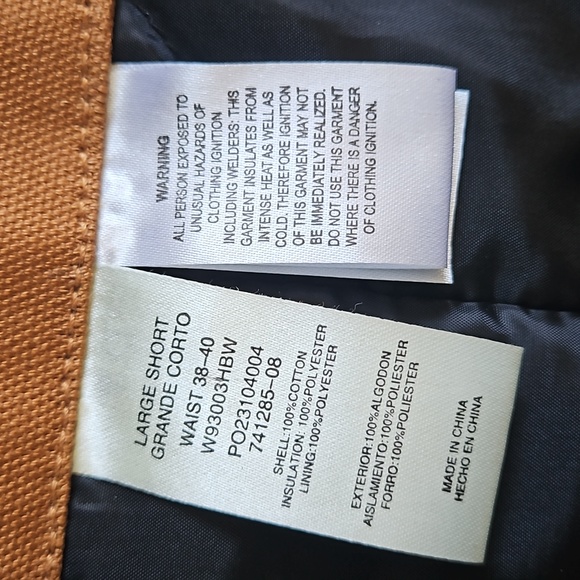 WARNING
ALL PERSON EXPOSED TO
UNUSUAL HAZARDS OF
CLOTHING IGNITION
INCLUDING WELDERS: THIS
GARMENT INSULATES FROM
INTENSE HEAT AS WELL AS
COLD. THEREFORE IGNITION
OF THIS GARMENT MAY NOT
BE IMMEDIATELY REALIZED.
DO NOT USE THIS GARMENT
WHERE THERE IS A DANGER
OF CLOTHING IGNITION.
LARGE SHORT
GRANDE CORTO
WAIST 38-40
W93003HBW
PO23104004
741285-08
SHELL:100%COTTON
INSULATION: 100%POLYESTER
LINING:100%POLYESTER
EXTERIOR:100%ALGODON
AISLAMIENTO:100%POLIESTER
FORRO:100%POLIESTER
MADE IN CHINA
HECHO EN CHINA